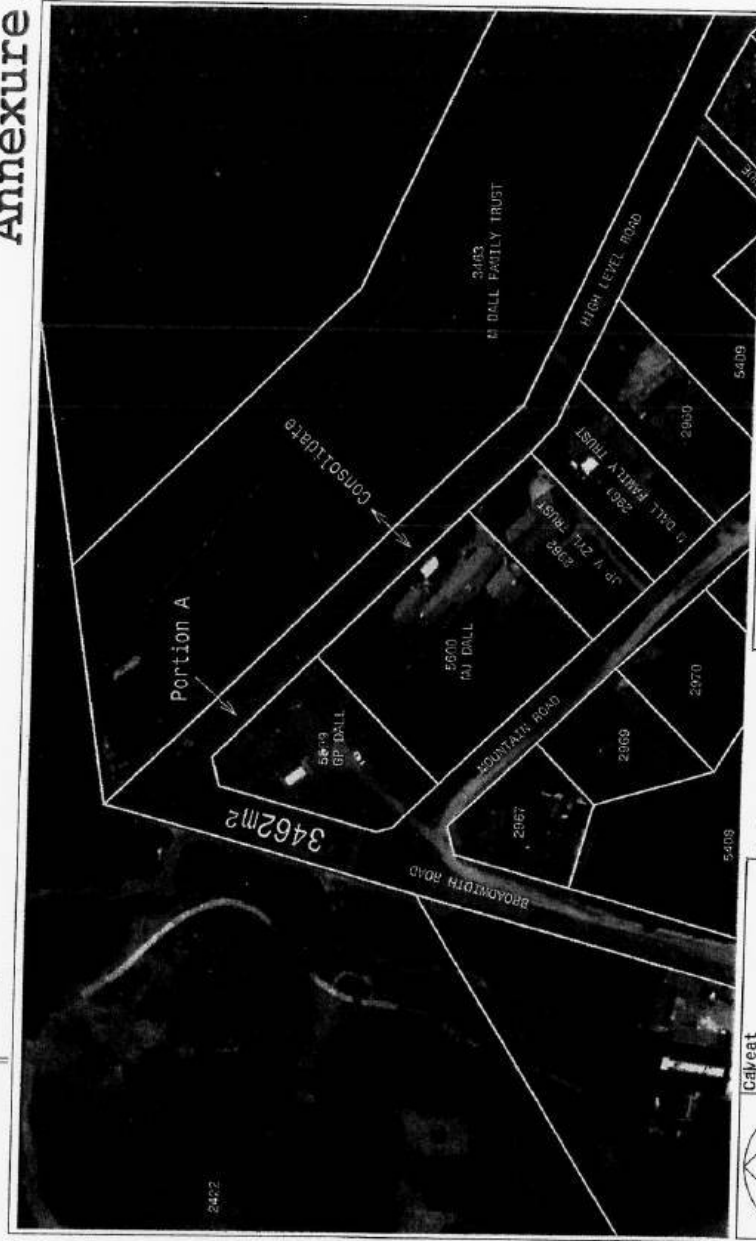 Annexure
3463
M DALL FAMILY TRUST
HIGH LEVEL ROAD
Consolidate
Portion A
5409
2960
2961
M DALL FAMILY TRUST
2962
JP V ZYL TRUST
5600
MJ DALL
GP DALL
3462m²
MOUNTAIN ROAD
2970
2969
2967
BROADWIDTH ROAD
5408
2422
Caveat